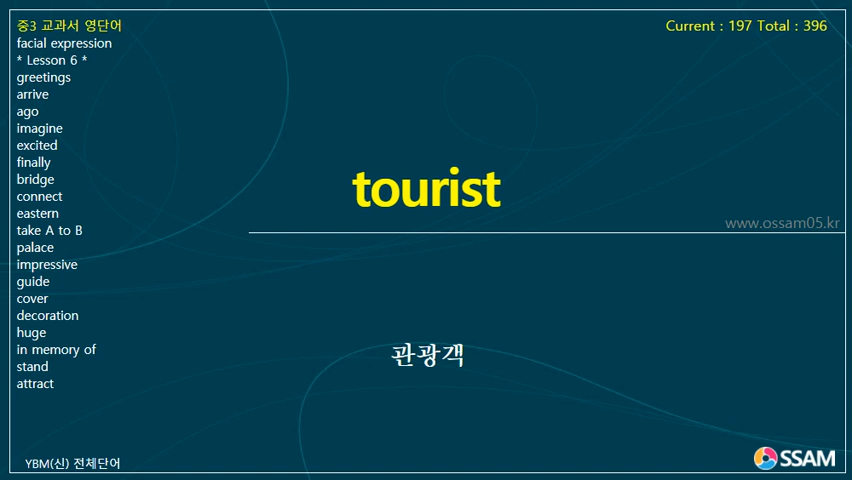 중3 교과서 영단어
Current : 197 Total : 396
facial expression
* Lesson 6 *
greetings
arrive
ago
imagine
excited
finally
bridge
connect
eastern
take A to B
palace
impressive
guide
cover
decoration
huge
in memory of
stand
attract
tourist
www.ossam05.kr
관광객
YBM(신) 전체단어
OSSAM